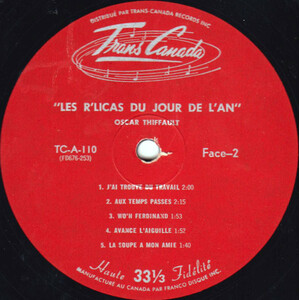 DISTRIBUÉ PAR TRANS-CANADA RECORDS INC.
Trans Canada
"LES R'LICAS DU JOUR DE L'AN"
OSCAR THIFFAULT
TC-A-110
(FD676-253)
Face-2
1. J'AI TROUVÉ DU TRAVAIL 2:00
2. AUX TEMPS PASSES 2:15
3. WO'H FERDINAND 1:53
4. AVANCE L'AIGUILLE 1:52
5. LA COUPE A MON AMIE 1:40
Haute 33⅓ Fidélité
MANUFACTURÉ AU CANADA PAR FRANCO DISQUE INC.